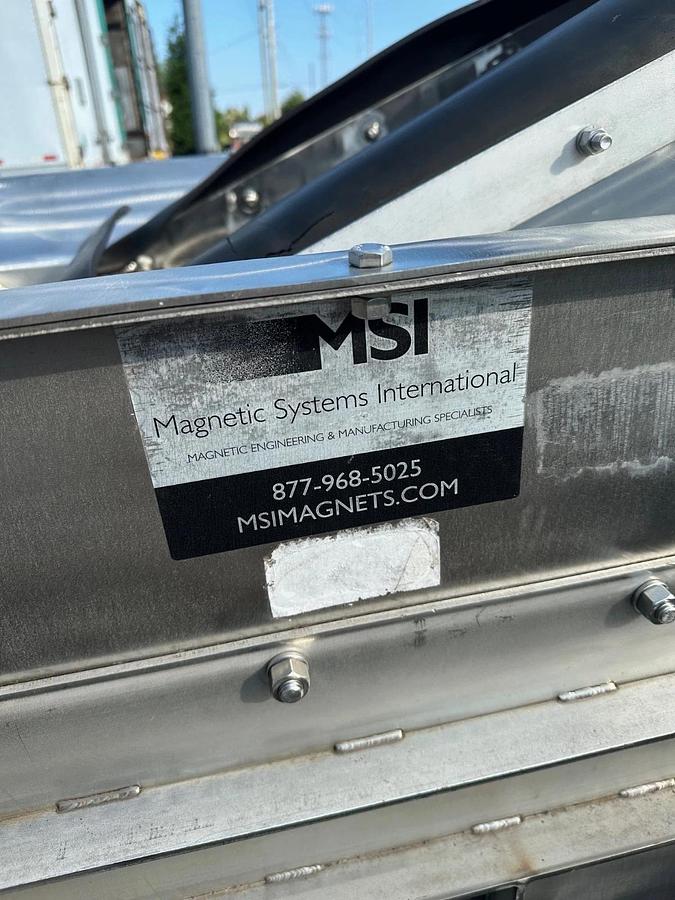 MSI
Magnetic Systems International
MAGNETIC ENGINEERING & MANUFACTURING SPECIALISTS
877-968-5025
MSIMAGNETS.COM